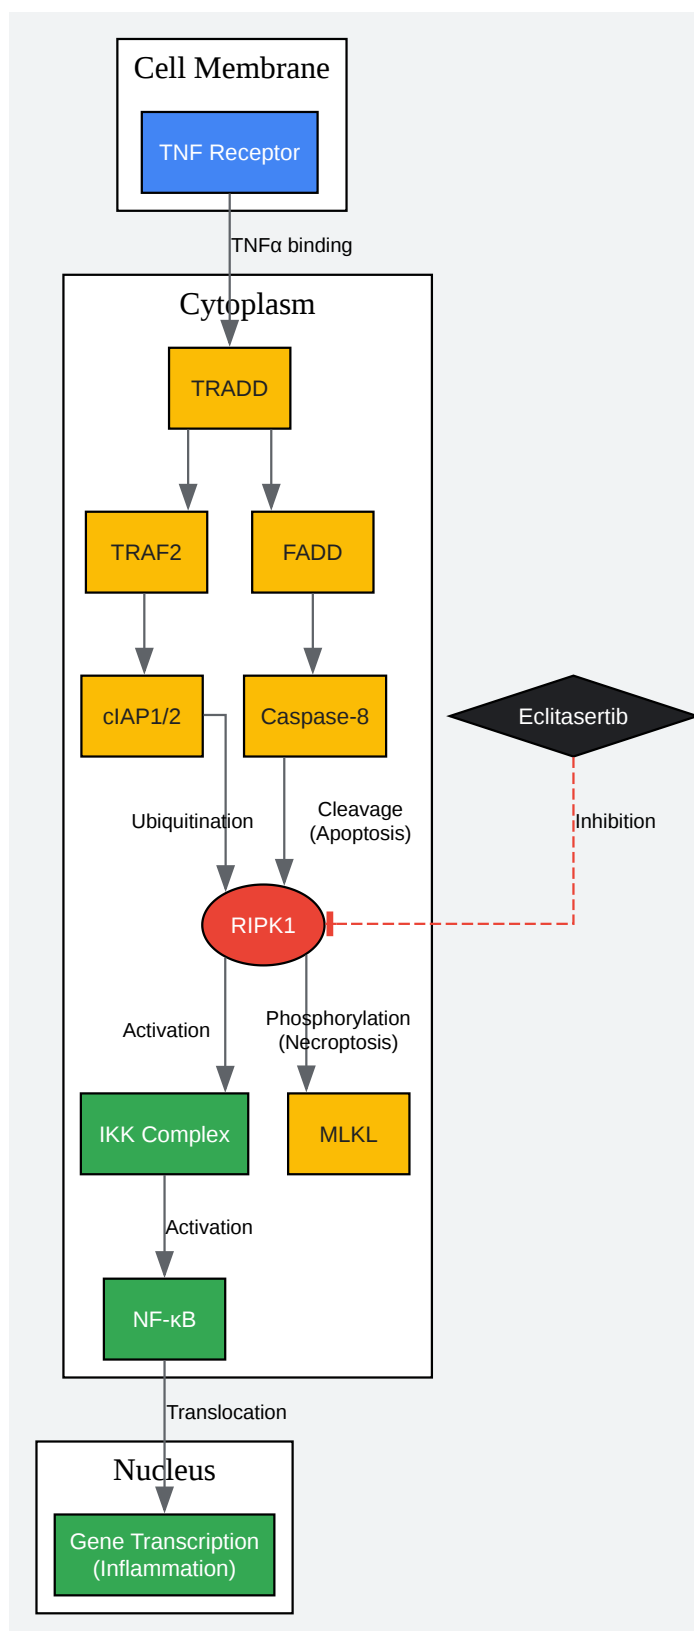 Cell Membrane
TNF Receptor
TNFα binding
Cytoplasm
TRADD
TRAF2
FADD
cIAP1/2
Caspase-8
Eclitasertib
Ubiquitination
Cleavage
(Apoptosis)
Inhibition
RIPK1
Activation
Phosphorylation
(Necroptosis)
IKK Complex
MLKL
Activation
NF-κB
Translocation
Nucleus
Gene Transcription
(Inflammation)